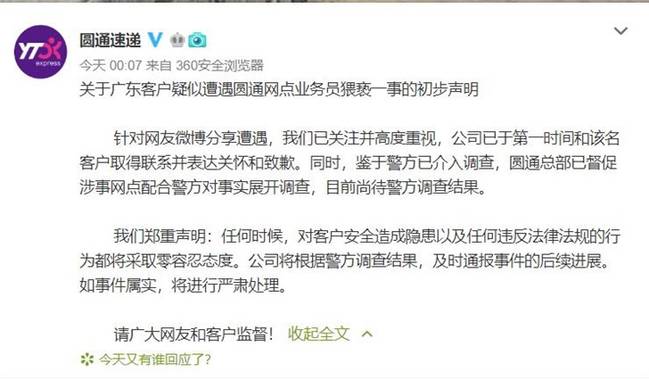 YTO
express
圆通速递
今天 00:07 来自 360安全浏览器
关于广东客户疑似遭遇圆通网点业务员猥亵一事的初步声明
针对网友微博分享遭遇，我们已关注并高度重视，公司已于第一时间和该名
客户取得联系并表达关怀和致歉。同时，鉴于警方已介入调查，圆通总部已督促
涉事网点配合警方对事实展开调查，目前尚待警方调查结果。
我们郑重声明：任何时候，对客户安全造成隐患以及任何违反法律法规的行
为都将采取零容忍态度。公司将根据警方调查结果，及时通报事件的后续进展。
如事件属实，将进行严肃处理。
请广大网友和客户监督！ 收起全文
今天又有谁回应了?